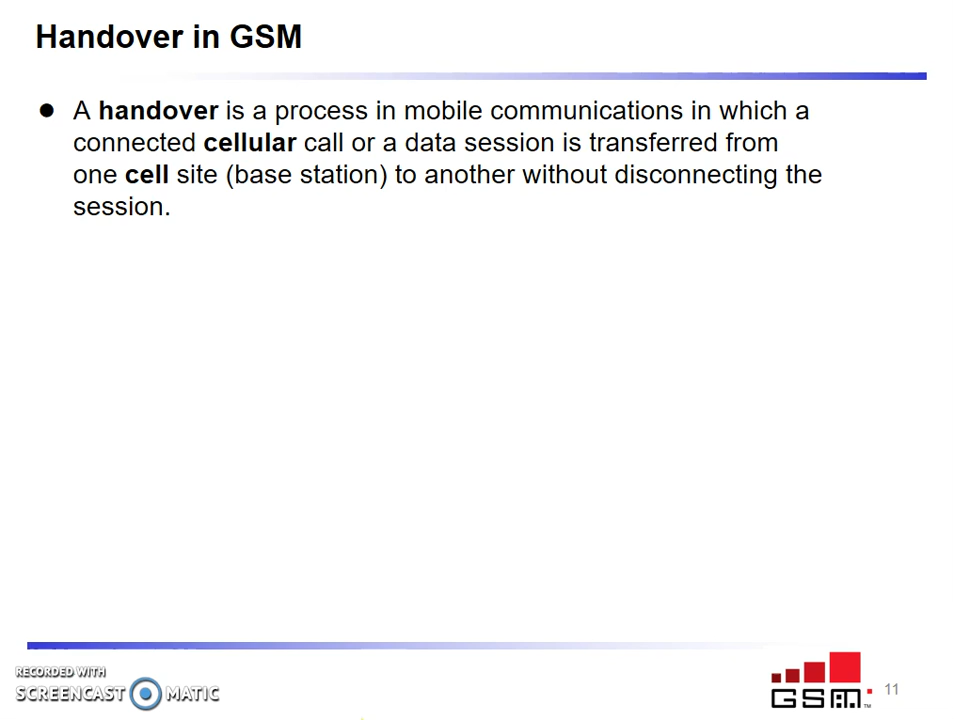 Handover in GSM
● A handover is a process in mobile communications in which a
connected cellular call or a data session is transferred from
one cell site (base station) to another without disconnecting the
session.
RECORDED WITH
SCREENCAST MATIC
GSM™
11